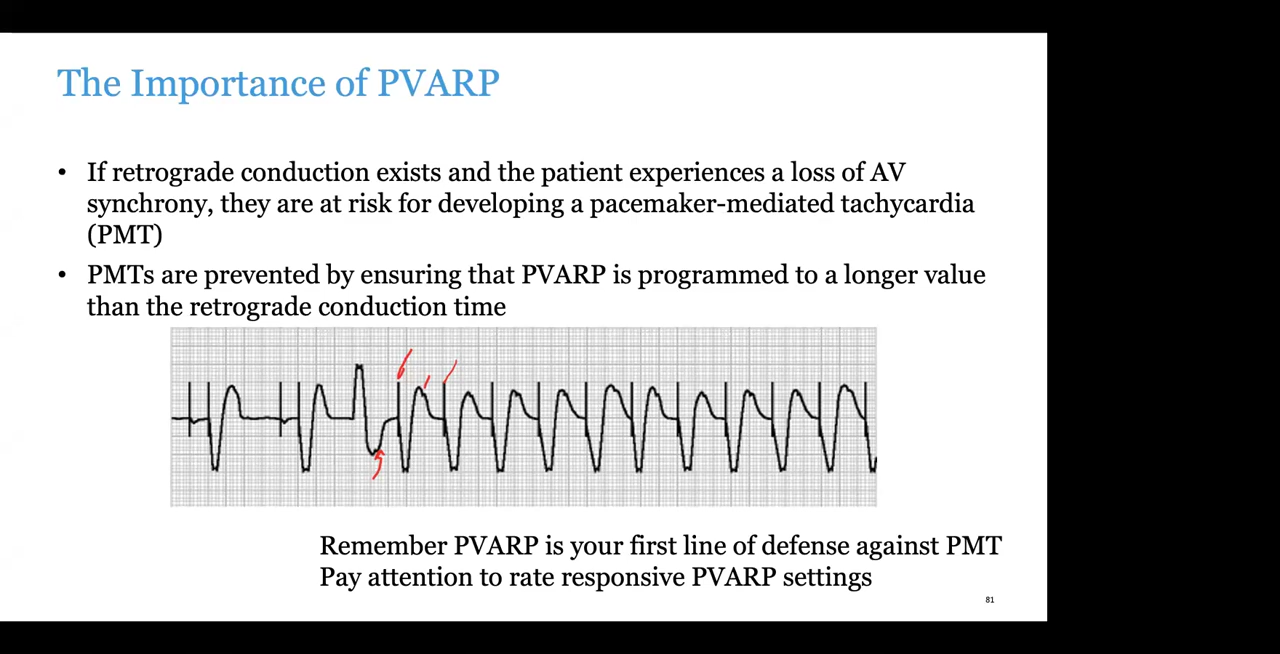 The Importance of PVARP
• If retrograde conduction exists and the patient experiences a loss of AV
synchrony, they are at risk for developing a pacemaker-mediated tachycardia
(PMT)
• PMTs are prevented by ensuring that PVARP is programmed to a longer value
than the retrograde conduction time
Remember PVARP is your first line of defense against PMT
Pay attention to rate responsive PVARP settings
81